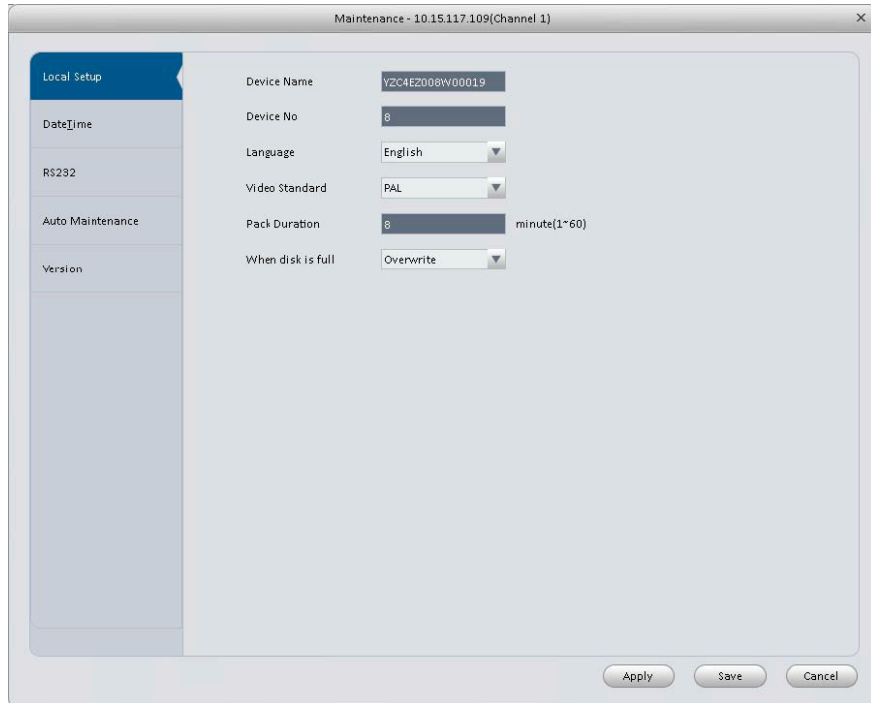 Maintenance - 10.15.117.109(Channel 1)
Local Setup
DateTime
RS232
Auto Maintenance
Version
Device Name YZC4EZ008W00019
Device No 8
Language English
Video Standard PAL
Pack Duration 8 minute(1~60)
When disk is full Overwrite
Apply Save Cancel